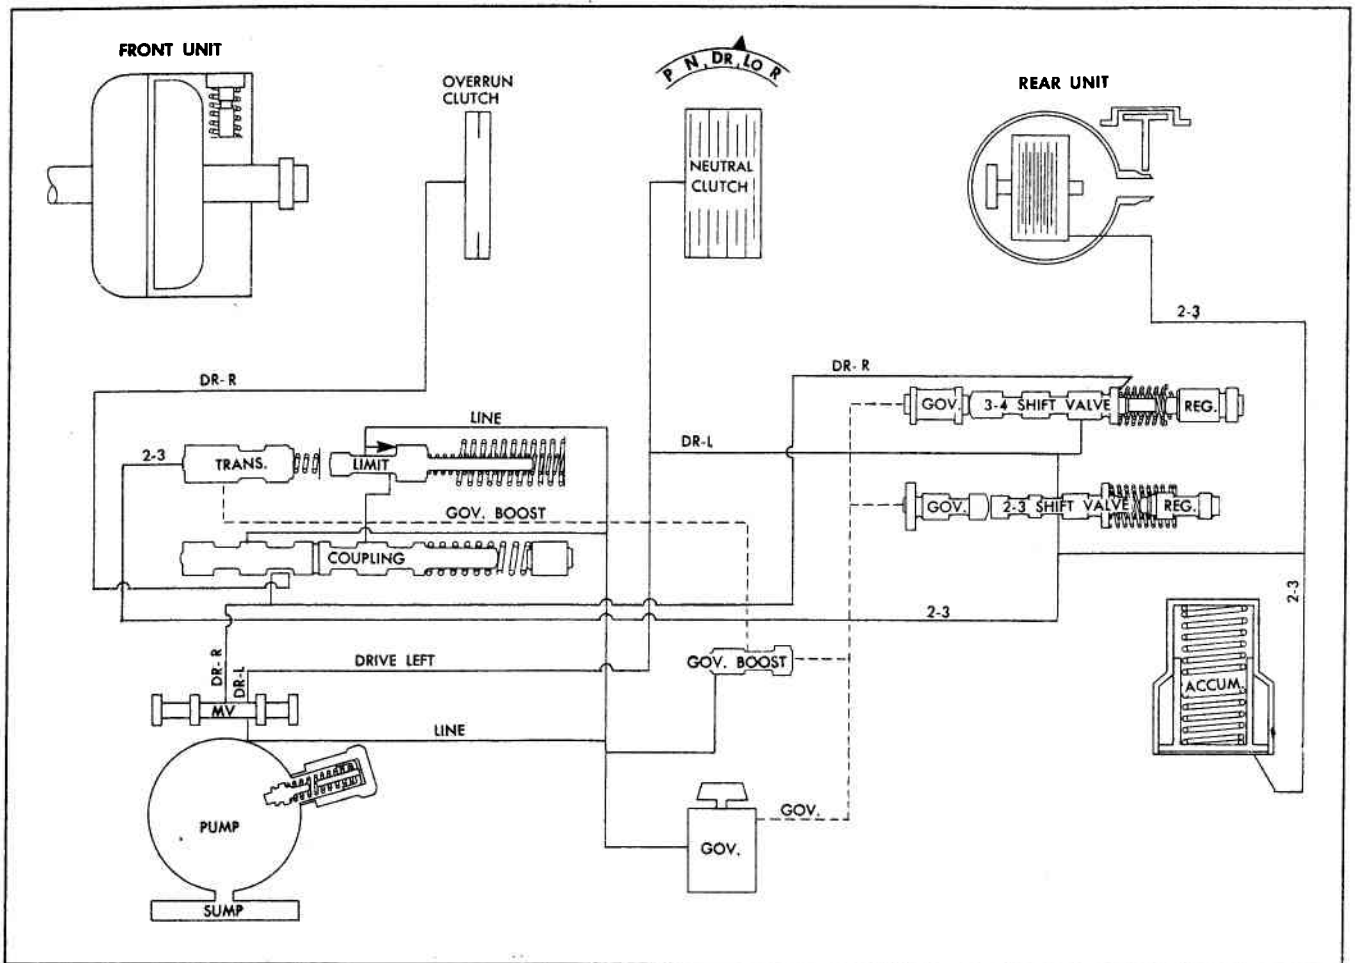 FRONT UNIT
OVERRUN
CLUTCH
P N, DR, LO R
REAR UNIT
NEUTRAL
CLUTCH
2-3
DR-R
DR-R
LINE
GOV. 3-4 SHIFT VALVE REG.
DR-L
2-3
TRANS.
LIMIT
GOV. BOOST
GOV. 2-3 SHIFT VALVE REG.
COUPLING
2-3
2-3
DR-R
DR-L
DRIVE LEFT
GOV. BOOST
ACCUM.
MV
LINE
GOV.
PUMP
GOV.
SUMP